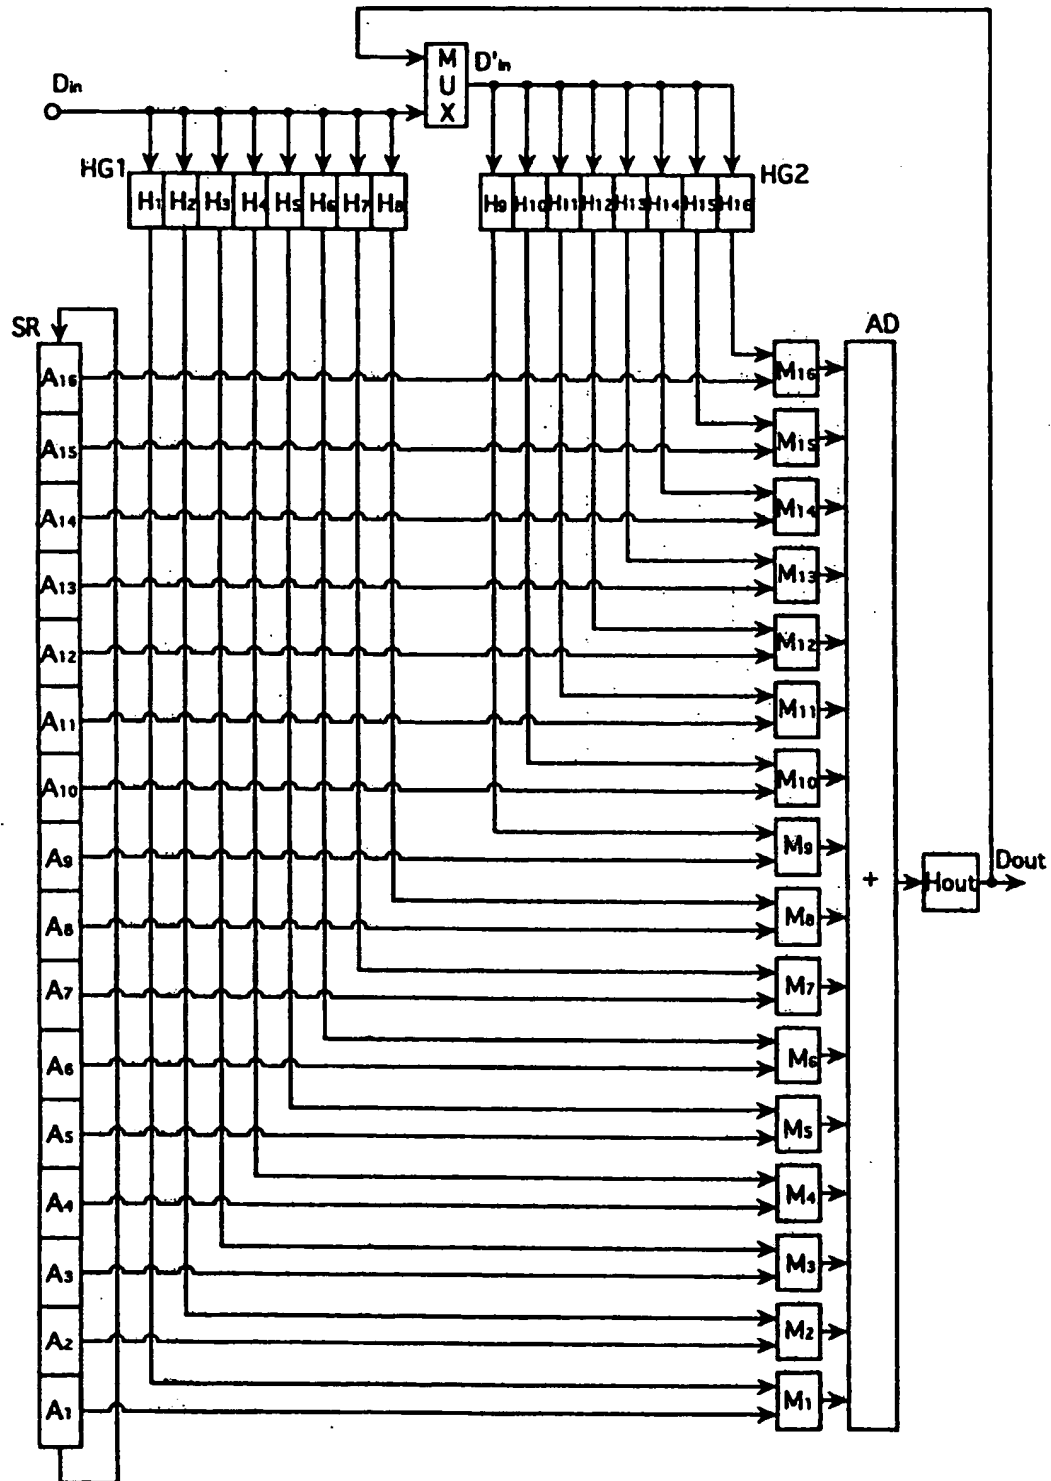 MUX
D'in
Din
HG1
H1 H2 H3 H4 H5 H6 H7 H8
H9 H10 H11 H12 H13 H14 H15 H16
HG2
SR
AD
A16
M16
A15
M15
A14
M14
A13
M13
A12
M12
A11
M11
A10
M10
A9
M9
+
Hout
Dout
A8
M8
A7
M7
A6
M6
A5
M5
A4
M4
A3
M3
A2
M2
A1
M1